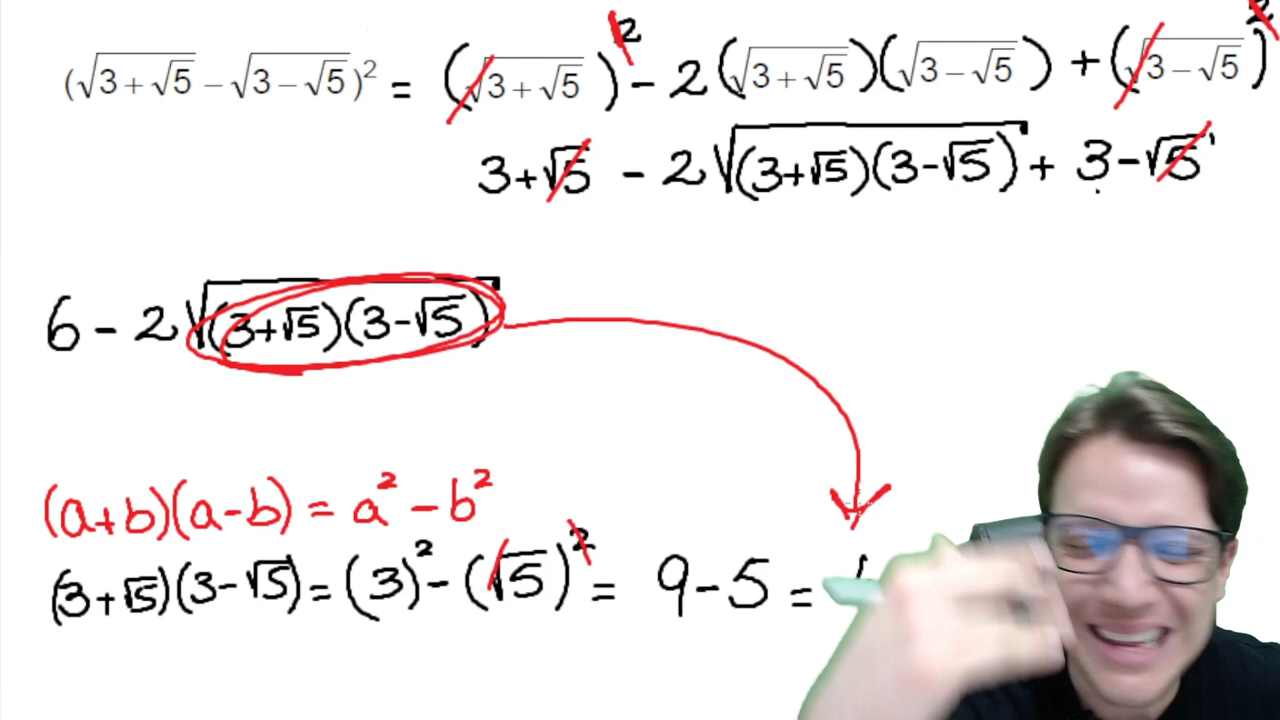 (√(3+√5) − √(3−√5))² = (√(3+√5))² − 2(√(3+√5))(√(3−√5)) + (√(3−√5))²
3+√5 − 2√((3+√5)(3−√5)) + 3−√5
6 − 2√((3+√5)(3−√5))
(a+b)(a−b) = a² − b²
(3+√5)(3−√5) = (3)² − (√5)² = 9−5 =